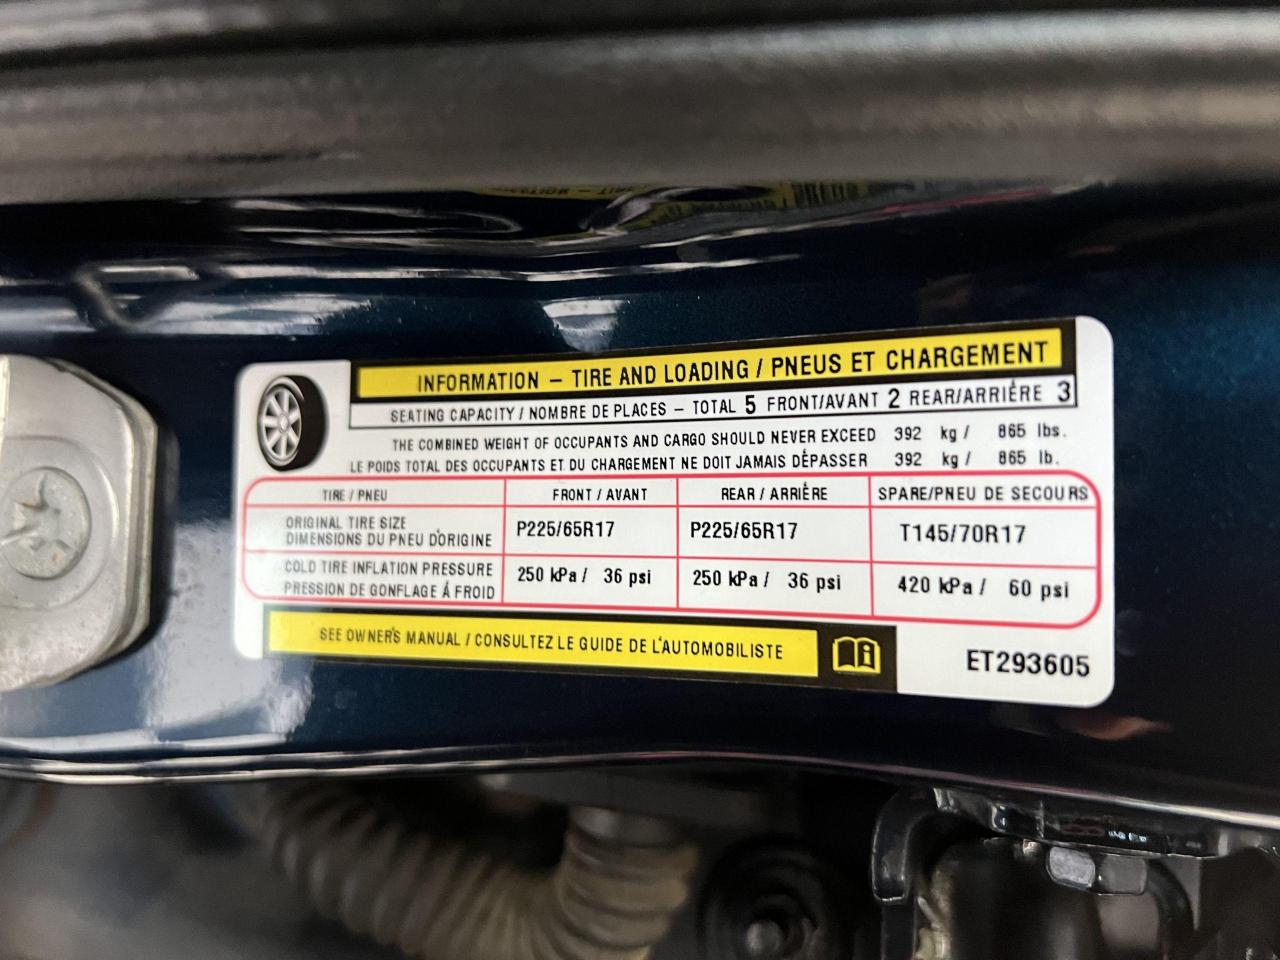 INFORMATION – TIRE AND LOADING / PNEUS ET CHARGEMENT
SEATING CAPACITY / NOMBRE DE PLACES – TOTAL 5 FRONT/AVANT 2 REAR/ARRIÈRE 3
THE COMBINED WEIGHT OF OCCUPANTS AND CARGO SHOULD NEVER EXCEED 392 kg / 865 lbs.
LE POIDS TOTAL DES OCCUPANTS ET DU CHARGEMENT NE DOIT JAMAIS DÉPASSER 392 kg / 865 lb.
TIRE / PNEU FRONT / AVANT REAR / ARRIÈRE SPARE/PNEU DE SECOURS
ORIGINAL TIRE SIZE
DIMENSIONS DU PNEU D'ORIGINE P225/65R17 P225/65R17 T145/70R17
COLD TIRE INFLATION PRESSURE
PRESSION DE GONFLAGE Á FROID 250 kPa / 36 psi 250 kPa / 36 psi 420 kPa / 60 psi
SEE OWNER'S MANUAL / CONSULTEZ LE GUIDE DE L'AUTOMOBILISTE
ET293605